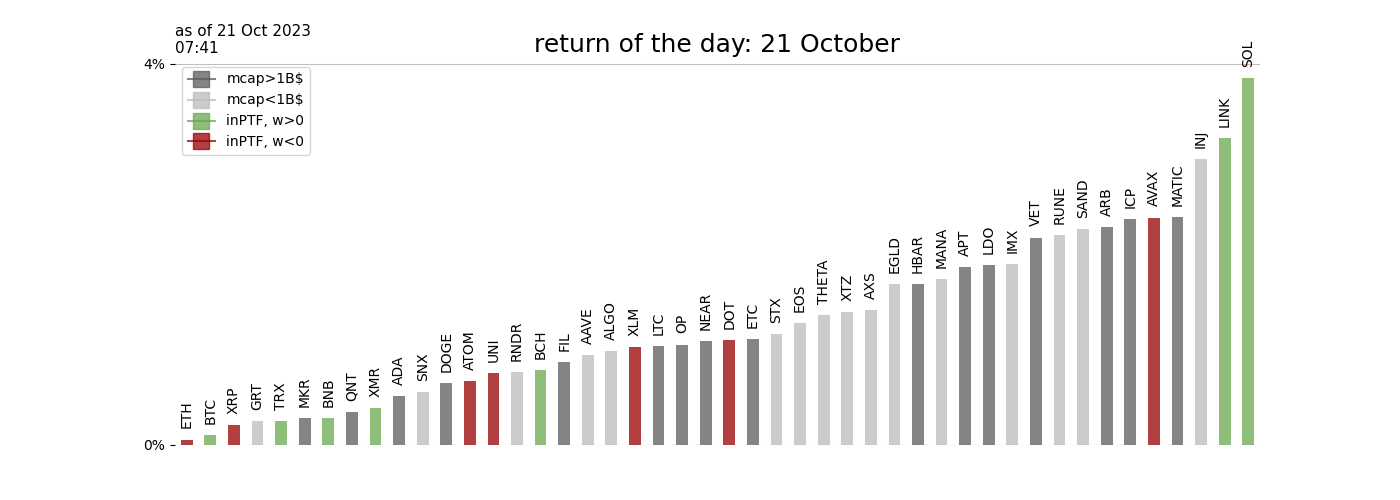 as of 21 Oct 2023
07:41
return of the day: 21 October
4%
mcap>1B$
mcap<1B$
inPTF, w>0
inPTF, w<0
0%
ETH
BTC
XRP
GRT
TRX
MKR
BNB
QNT
XMR
ADA
SNX
DOGE
ATOM
UNI
RNDR
BCH
FIL
AAVE
ALGO
XLM
LTC
OP
NEAR
DOT
ETC
STX
EOS
THETA
XTZ
AXS
EGLD
HBAR
MANA
APT
LDO
IMX
VET
RUNE
SAND
ARB
ICP
AVAX
MATIC
INJ
LINK
SOL